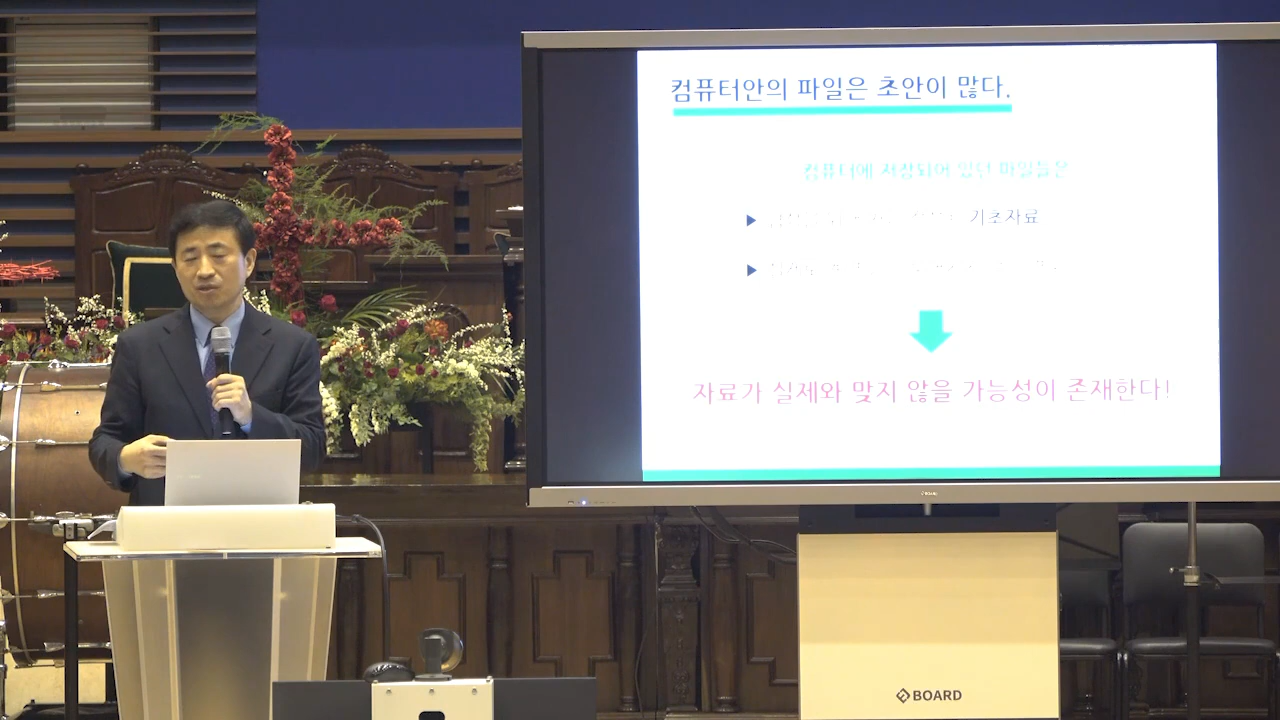 컴퓨터안의 파일은 초안이 많다.
컴퓨터에 저장되어 있던 파일들은
기초자료
자료가 실제와 맞지 않을 가능성이 존재한다!
BOARD